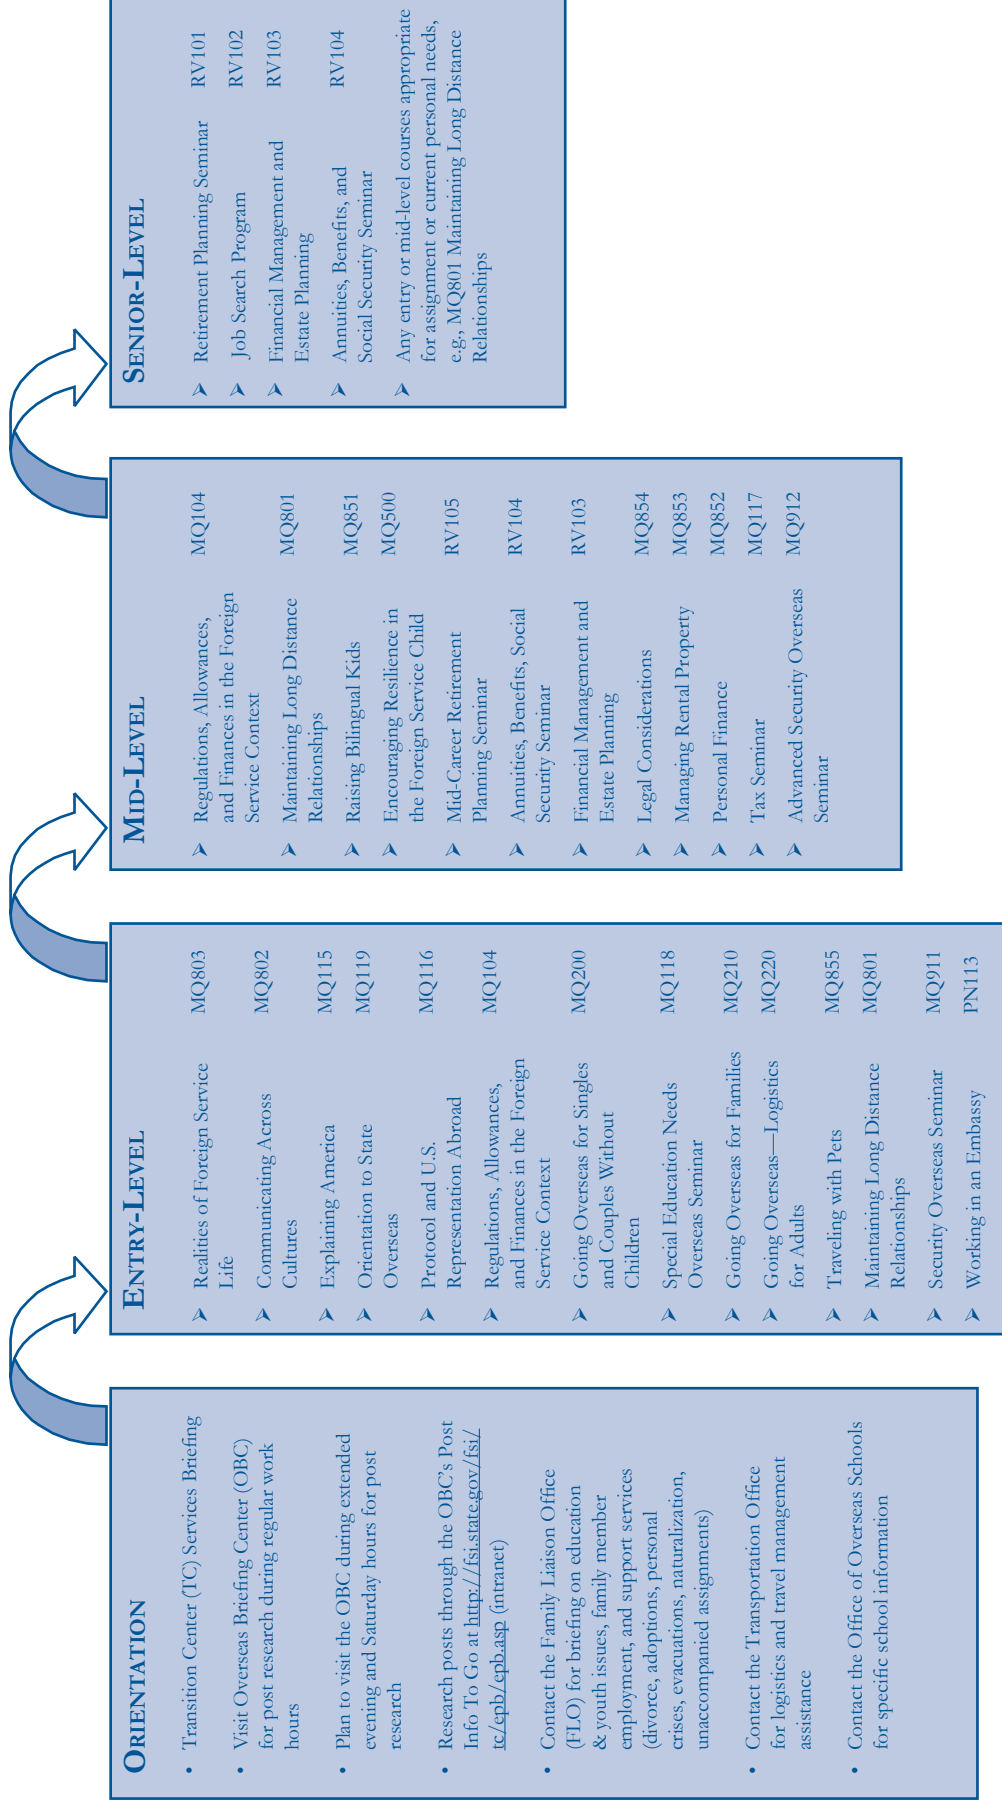 ORIENTATION
• Transition Center (TC) Services Briefing
• Visit Overseas Briefing Center (OBC)
for post research during regular work
hours
• Plan to visit the OBC during extended
evening and Saturday hours for post
research
• Research posts through the OBC's Post
Info To Go at http://fsi.state.gov/fsi/
tc/epb/epb.asp (intranet)
• Contact the Family Liaison Office
(FLO) for briefing on education
& youth issues, family member
employment, and support services
(divorce, adoptions, personal
crises, evacuations, naturalization,
unaccompanied assignments)
• Contact the Transportation Office
for logistics and travel management
assistance
• Contact the Office of Overseas Schools
for specific school information
ENTRY-LEVEL
➢ Realities of Foreign Service MQ803
Life
➢ Communicating Across MQ802
Cultures
➢ Explaining America MQ115
➢ Orientation to State MQ119
Overseas
➢ Protocol and U.S. MQ116
Representation Abroad
➢ Regulations, Allowances, MQ104
and Finances in the Foreign
Service Context
➢ Going Overseas for Singles MQ200
and Couples Without
Children
➢ Special Education Needs MQ118
Overseas Seminar
➢ Going Overseas for Families MQ210
➢ Going Overseas—Logistics MQ220
for Adults
➢ Traveling with Pets MQ855
➢ Maintaining Long Distance MQ801
Relationships
➢ Security Overseas Seminar MQ911
➢ Working in an Embassy PN113
MID-LEVEL
➢ Regulations, Allowances, MQ104
and Finances in the Foreign
Service Context
➢ Maintaining Long Distance MQ801
Relationships
➢ Raising Bilingual Kids MQ851
➢ Encouraging Resilience in MQ500
the Foreign Service Child
➢ Mid-Career Retirement RV105
Planning Seminar
➢ Annuities, Benefits, Social RV104
Security Seminar
➢ Financial Management and RV103
Estate Planning
➢ Legal Considerations MQ854
➢ Managing Rental Property MQ853
➢ Personal Finance MQ852
➢ Tax Seminar MQ117
➢ Advanced Security Overseas MQ912
Seminar
SENIOR-LEVEL
➢ Retirement Planning Seminar RV101
➢ Job Search Program RV102
➢ Financial Management and RV103
Estate Planning
➢ Annuities, Benefits, and RV104
Social Security Seminar
➢ Any entry or mid-level courses appropriate
for assignment or current personal needs,
e.g., MQ801 Maintaining Long Distance
Relationships